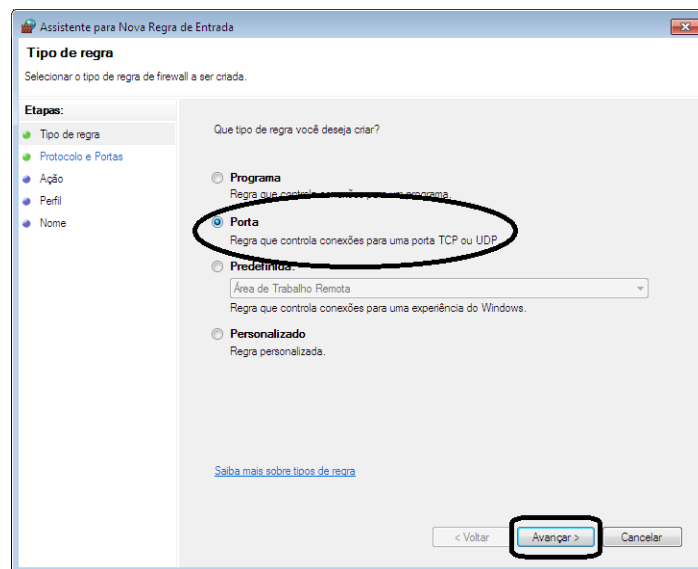 Assistente para Nova Regra de Entrada
Tipo de regra
Selecionar o tipo de regra de firewall a ser criada.
Etapas:
Tipo de regra
Protocolo e Portas
Ação
Perfil
Nome
Que tipo de regra você deseja criar?
Programa
Regra que controla conexões para um programa.
Porta
Regra que controla conexões para uma porta TCP ou UDP
Predefinida:
Área de Trabalho Remota
Regra que controla conexões para uma experiência do Windows.
Personalizado
Regra personalizada.
Saiba mais sobre tipos de regra
< Voltar
Avançar >
Cancelar